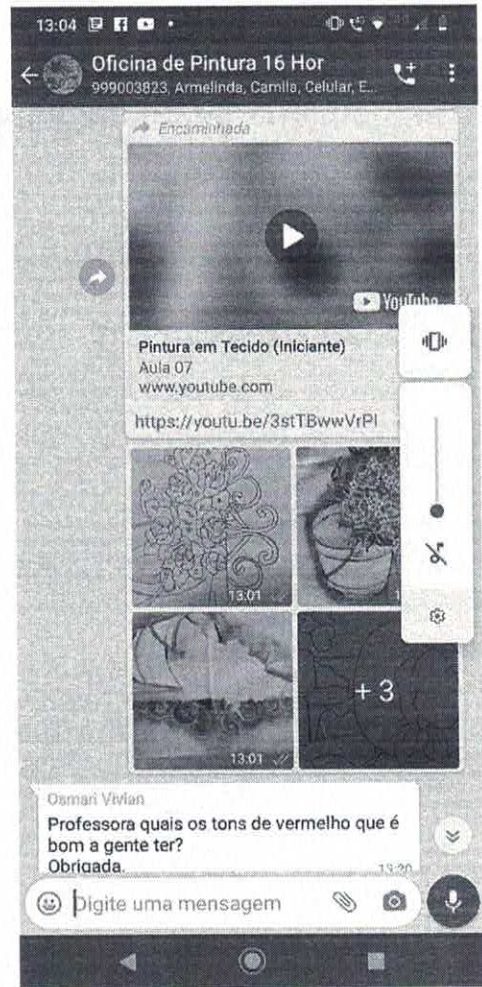 13:04
Oficina de Pintura 16 Hor
999003823, Armelinda, Camila, Celular, E...
Encaminhada
YouTube
Pintura em Tecido (Iniciante)
Aula 07
www.youtube.com
https://youtu.be/3stTBwwVrPI
13:01
13:01
+ 3
Osmari Vivian
Professora quais os tons de vermelho que é
bom a gente ter?
Obrigada.
13:20
Digite uma mensagem